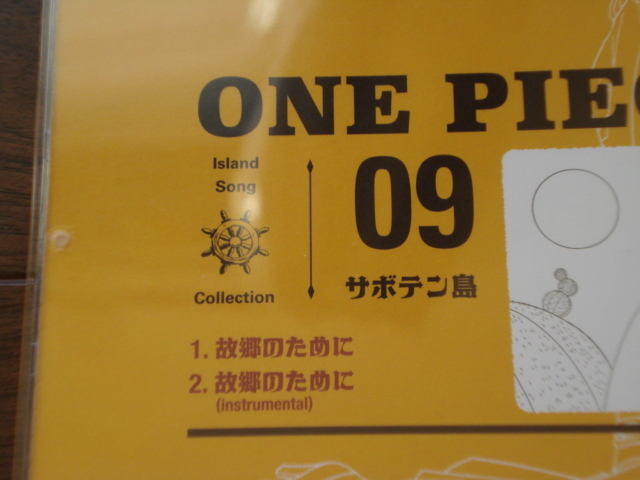 ONE PIE
Island
Song
Collection
09
サボテン島
1. 故郷のために
2. 故郷のために
(instrumental)